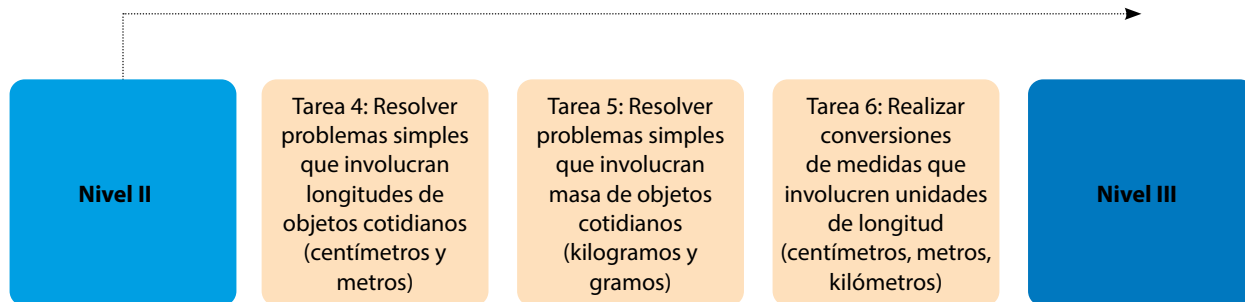 Nivel II
Tarea 4: Resolver
problemas simples
que involucran
longitudes de
objetos cotidianos
(centímetros y
metros)
Tarea 5: Resolver
problemas simples
que involucran
masa de objetos
cotidianos
(kilogramos y
gramos)
Tarea 6: Realizar
conversiones
de medidas que
involucren unidades
de longitud
(centímetros, metros,
kilómetros)
Nivel III